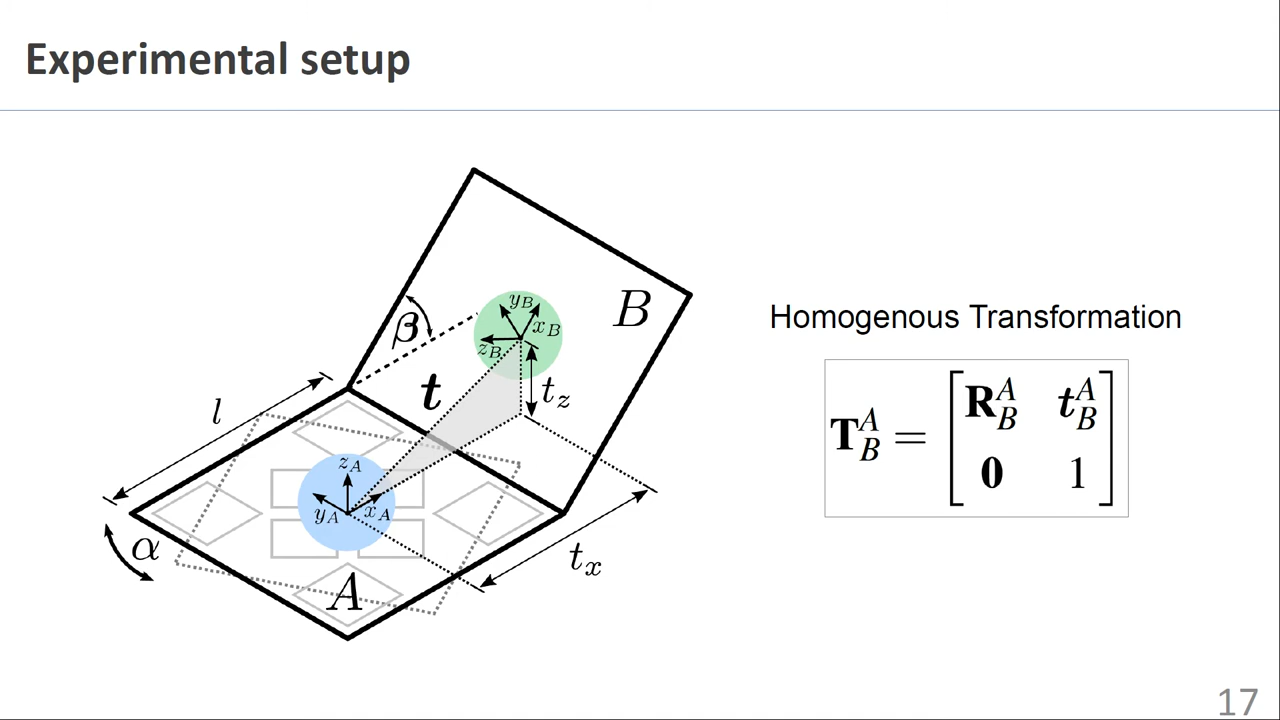 Experimental setup
B
y_B
x_B
z_B
β
t
t_z
l
z_A
y_A
x_A
α
A
t_x
Homogenous Transformation
T^A_B = [ R^A_B t^A_B
0 1 ]
17